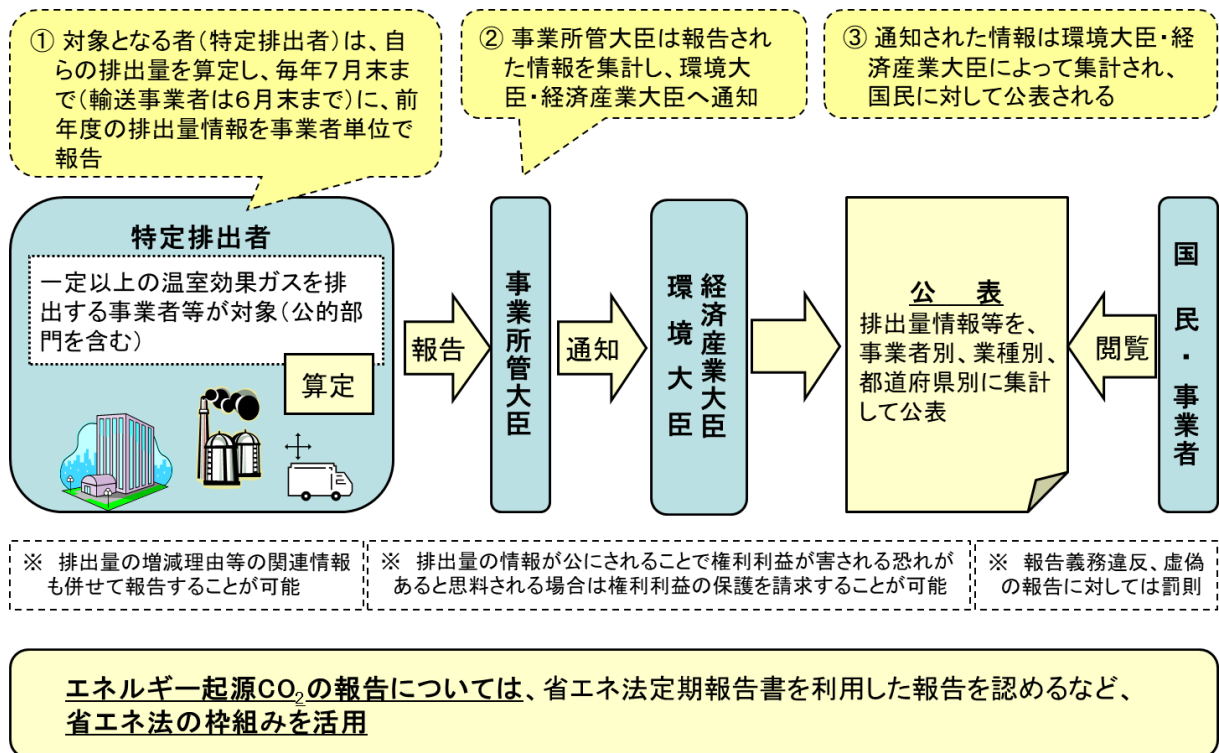 ① 対象となる者(特定排出者)は、自
らの排出量を算定し、毎年7月末ま
で(輸送事業者は6月末まで)に、前
年度の排出量情報を事業者単位で
報告
② 事業所管大臣は報告され
た情報を集計し、環境大
臣・経済産業大臣へ通知
③ 通知された情報は環境大臣・経
済産業大臣によって集計され、
国民に対して公表される
特定排出者
一定以上の温室効果ガスを排
出する事業者等が対象(公的部
門を含む)
算定
報告
事業所管大臣
通知
経済産業大臣
環境大臣
公 表
排出量情報等を、
事業者別、業種別、
都道府県別に集計
して公表
閲覧
国民・事業者
※ 排出量の増減理由等の関連情報
も併せて報告することが可能
※ 排出量の情報が公にされることで権利利益が害される恐れが
あると思料される場合は権利利益の保護を請求することが可能
※ 報告義務違反、虚偽
の報告に対しては罰則
エネルギー起源CO₂の報告については、省エネ法定期報告書を利用した報告を認めるなど、
省エネ法の枠組みを活用